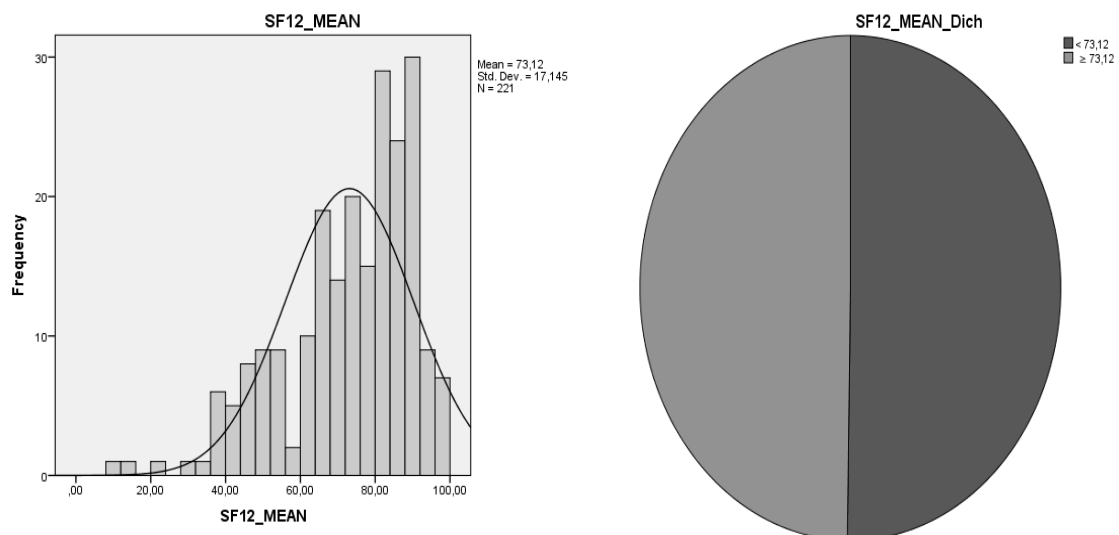 SF12_MEAN
Mean = 73,12
Std. Dev. = 17,145
N = 221
30
20
10
0
Frequency
,00
20,00
40,00
60,00
80,00
100,00
SF12_MEAN
SF12_MEAN_Dich
< 73,12
≥ 73,12